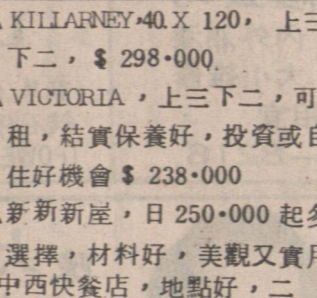 KILLARNEY,40.X 120, 上三
下二,$ 298·000.
VICTORIA,上三下二,可
租,結實保養好,投資或自
住好機會 $ 238·000
新新新屋,日 250·000 起多
選擇,材料好,美觀又實用
中西快餐店,地點好,二